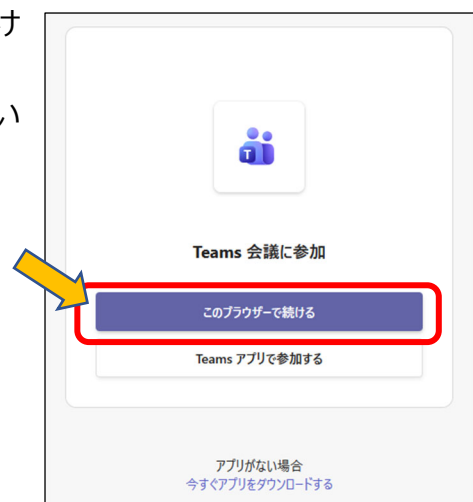 け
い
T
Teams 会議に参加
このブラウザーで続ける
Teams アプリで参加する
アプリがない場合
今すぐアプリをダウンロードする